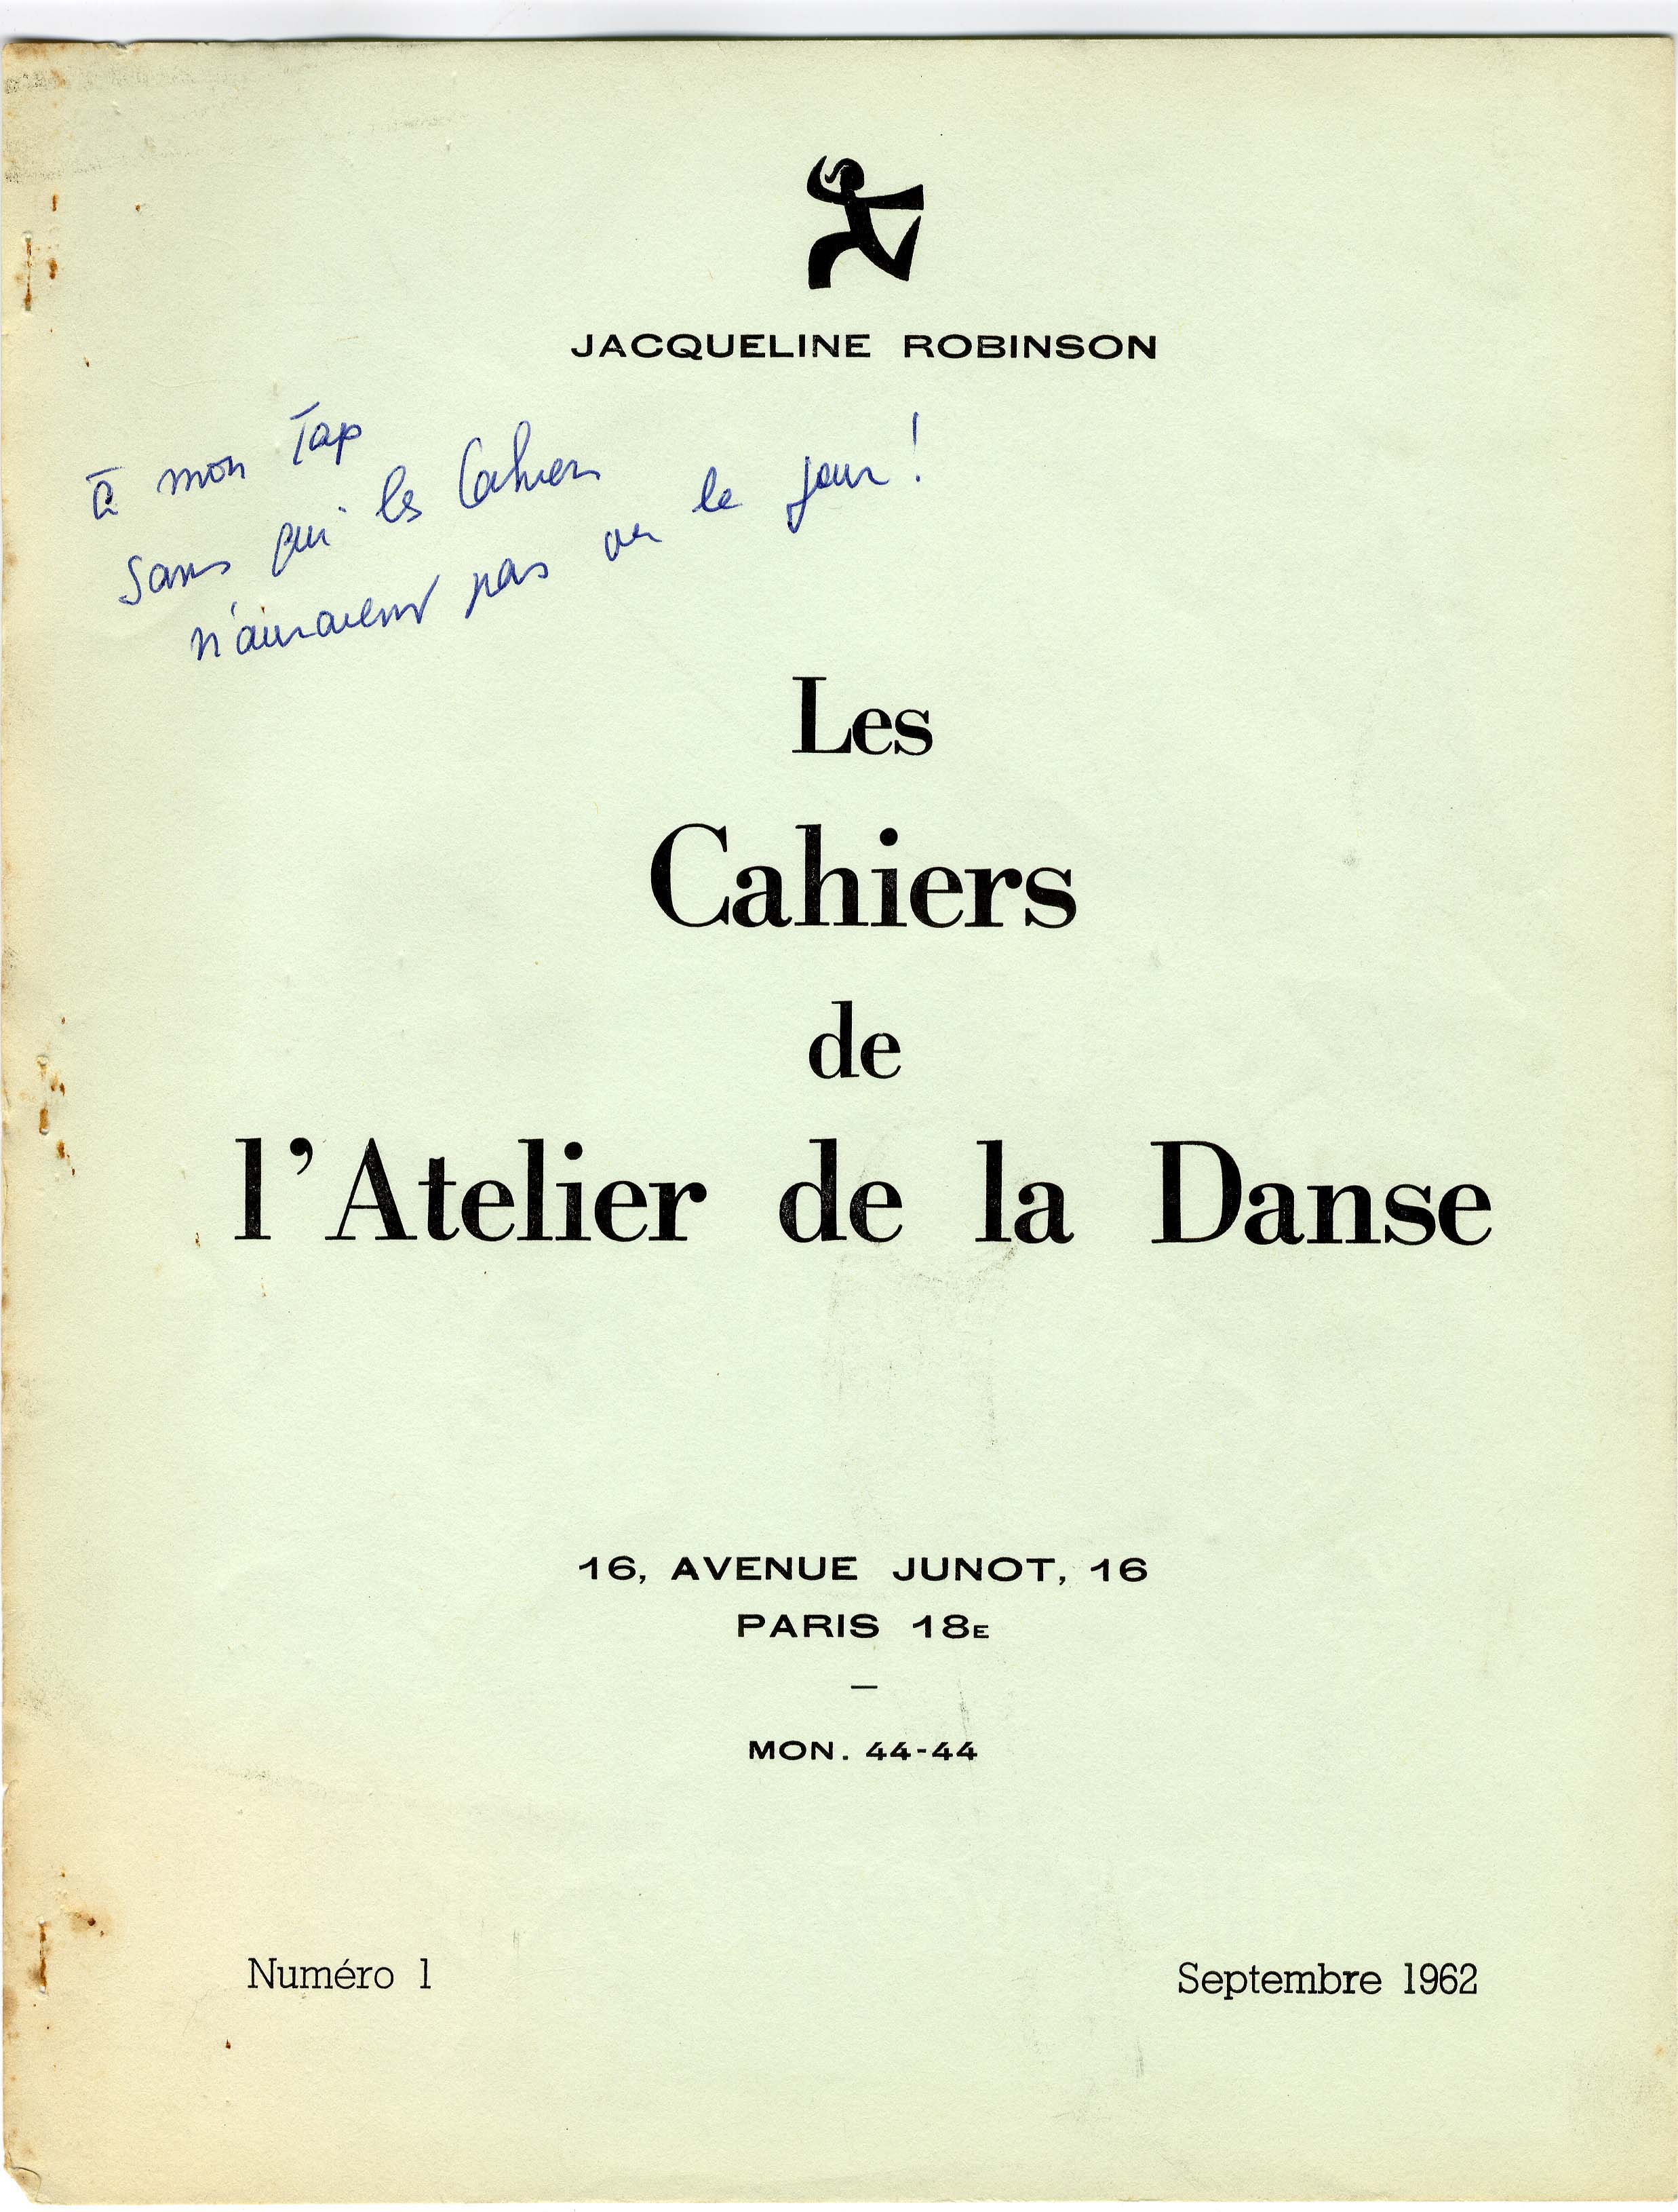 JACQUELINE ROBINSON
à mon Tap
sans qui les Cahiers
n'auraient pas vu le jour !
Les
Cahiers
de
l'Atelier de la Danse
16, AVENUE JUNOT, 16
PARIS 18E
—
MON. 44-44
Numéro 1
Septembre 1962